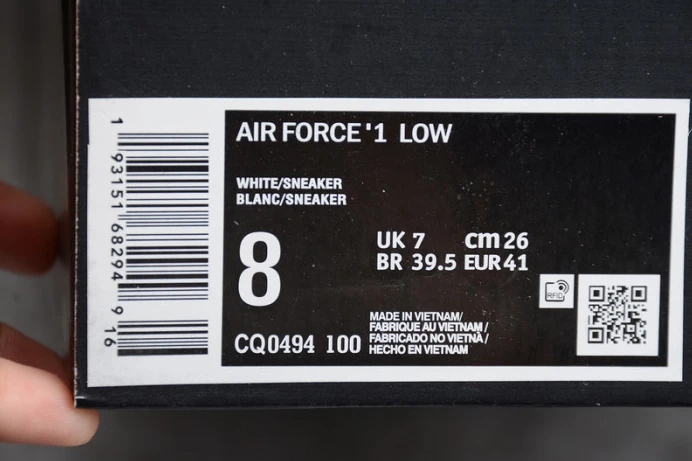 1 93151 68294 9 16
AIR FORCE '1 LOW
WHITE/SNEAKER
BLANC/SNEAKER
8
UK 7 cm 26
BR 39.5 EUR 41
RFID
CQ0494 100
MADE IN VIETNAM/
FABRIQUE AU VIETNAM/
FABRICADO NO VIETNÃ/
HECHO EN VIETNAM